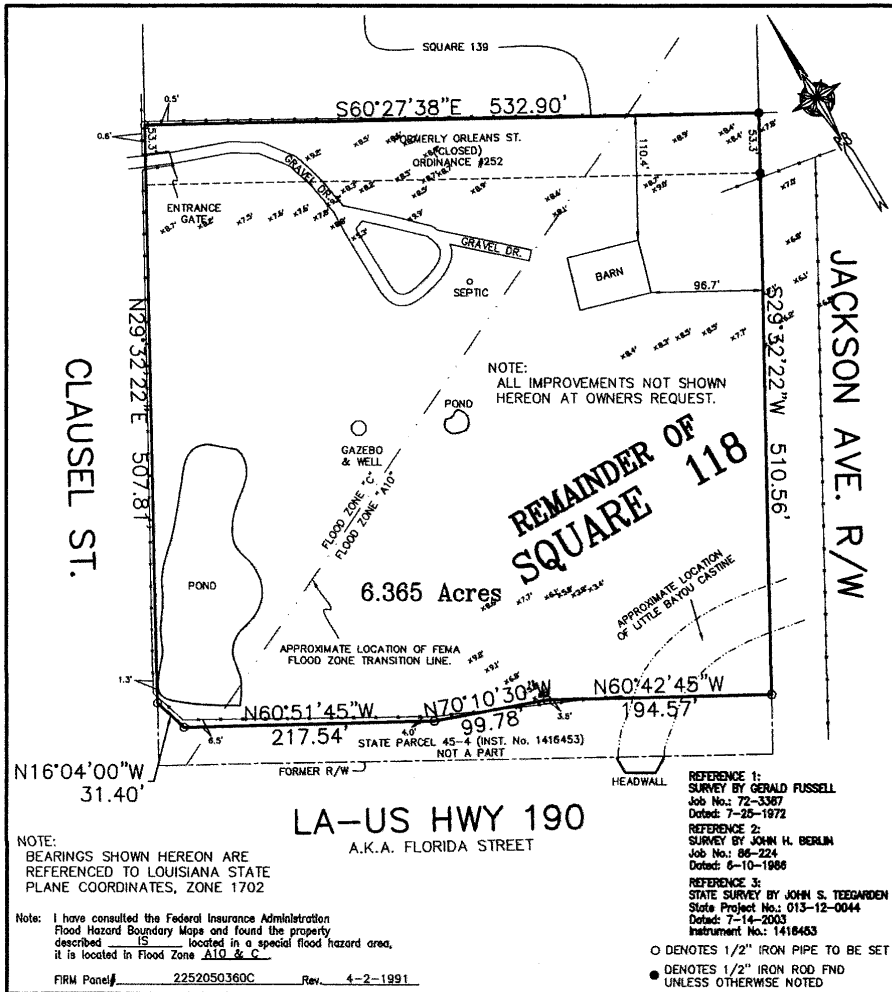 SQUARE 139
0.5'
S60°27'38"E 532.90'
0.6'
53.3'
FORMERLY ORLEANS ST.
(CLOSED)
ORDINANCE #252
110.4'
53.3'
GRAVEL DR.
ENTRANCE
GATE
GRAVEL DR.
SEPTIC
BARN
96.7'
N29°32'22"E 507.81'
S29°32'22"W 510.56'
CLAUSEL ST.
JACKSON AVE. R/W
NOTE:
ALL IMPROVEMENTS NOT SHOWN
HEREON AT OWNERS REQUEST.
POND
GAZEBO
& WELL
FLOOD ZONE "C"
FLOOD ZONE "A10"
REMAINDER OF
SQUARE 118
6.365 Acres
POND
APPROXIMATE LOCATION OF FEMA
FLOOD ZONE TRANSITION LINE.
APPROXIMATE LOCATION
OF LITTLE BAYOU CASTINE
1.3'
N60°51'45"W
217.54'
6.5'
4.0'
N70°10'30"W
99.78'
3.5'
N60°42'45"W
194.57'
STATE PARCEL 45-4 (INST. No. 1416453)
NOT A PART
FORMER R/W
HEADWALL
N16°04'00"W
31.40'
LA-US HWY 190
A.K.A. FLORIDA STREET
NOTE:
BEARINGS SHOWN HEREON ARE
REFERENCED TO LOUISIANA STATE
PLANE COORDINATES, ZONE 1702
Note: I have consulted the Federal Insurance Administration
Flood Hazard Boundary Maps and found the property
described IS located in a special flood hazard area,
it is located in Flood Zone A10 & C
FIRM Panel# 2252050360C Rev. 4-2-1991
REFERENCE 1:
SURVEY BY GERALD FUSSELL
Job No.: 72-3387
Dated: 7-25-1972
REFERENCE 2:
SURVEY BY JOHN H. BERLIN
Job No.: 86-224
Dated: 6-10-1986
REFERENCE 3:
STATE SURVEY BY JOHN S. TEEGARDEN
State Project No.: 013-12-0044
Dated: 7-14-2003
Instrument No.: 1416453
DENOTES 1/2" IRON PIPE TO BE SET
DENOTES 1/2" IRON ROD FND
UNLESS OTHERWISE NOTED